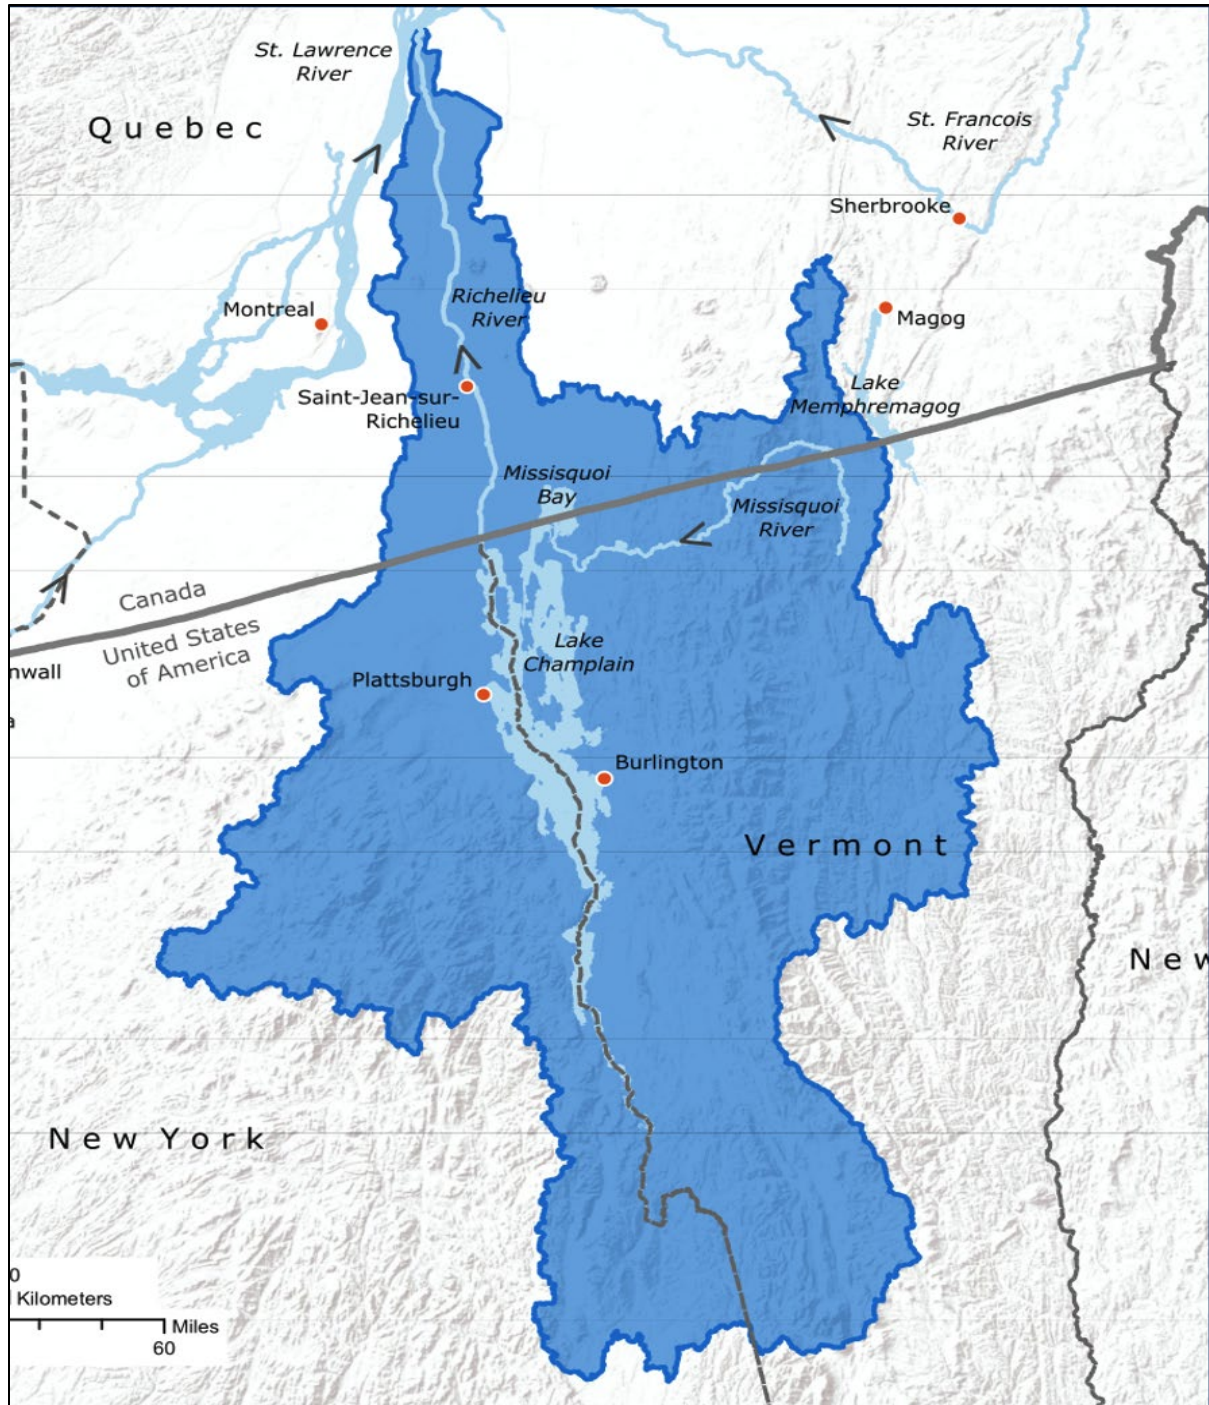 St. Lawrence
River
Quebec
St. Francois
River
Sherbrooke
Richelieu
River
Montreal
Magog
Saint-Jean-sur-
Richelieu
Lake
Memphremagog
Missisquoi
Bay
Missisquoi
River
Canada
United States
of America
nwall
Lake
Champlain
Plattsburgh
a
Burlington
Vermont
New
New York
0
Kilometers
Miles
60